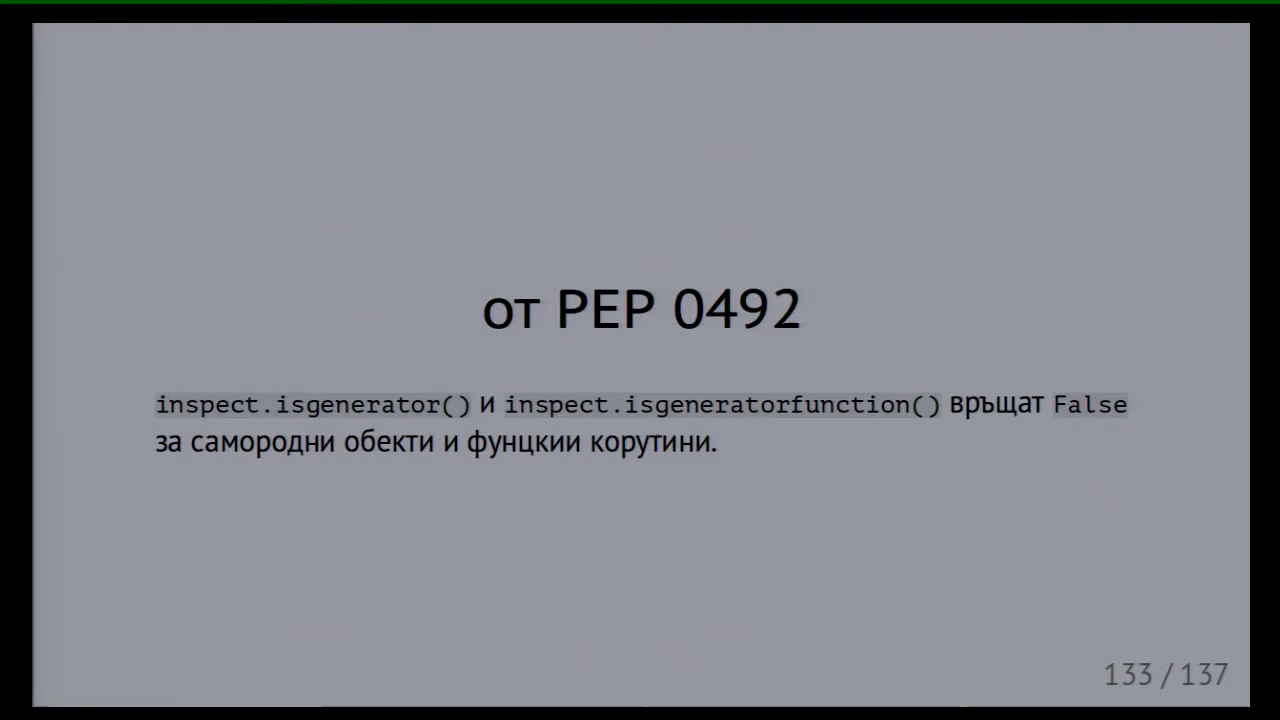 от PEP 0492
inspect.isgenerator() и inspect.isgeneratorfunction() връщат False
за самородни обекти и фунцкии корутини.
133 / 137